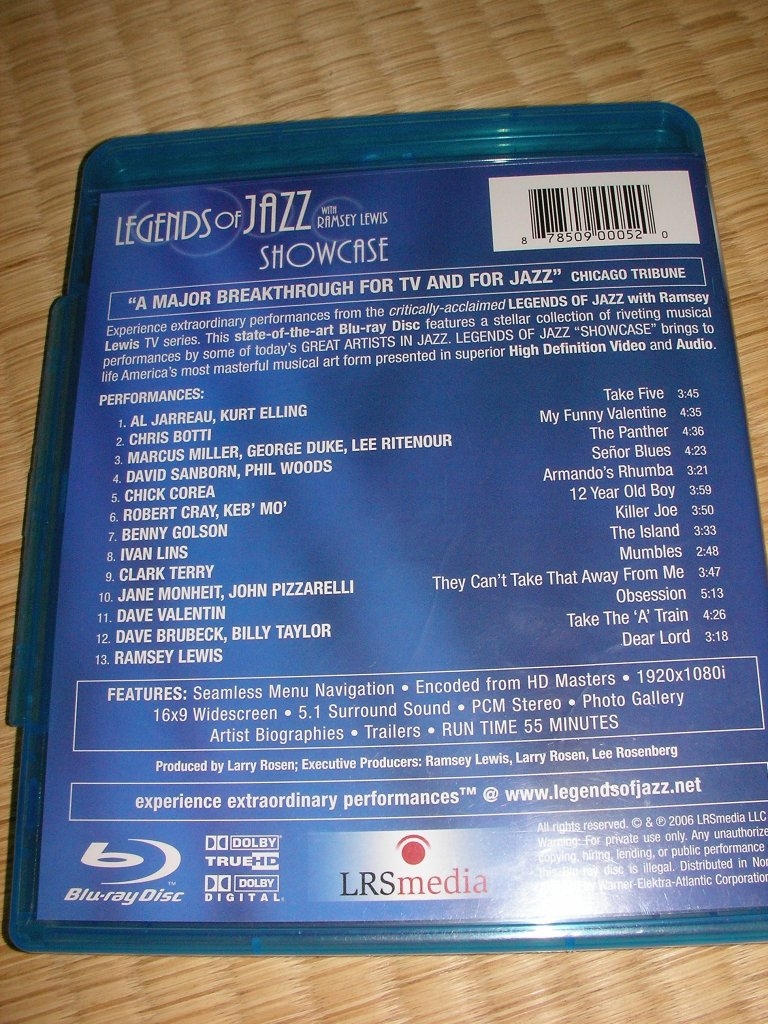 LEGENDS OF JAZZ WITH RAMSEY LEWIS
SHOWCASE
8 78509 00052 0
"A MAJOR BREAKTHROUGH FOR TV AND FOR JAZZ" CHICAGO TRIBUNE
Experience extraordinary performances from the critically-acclaimed LEGENDS OF JAZZ with Ramsey
Lewis TV series. This state-of-the-art Blu-ray Disc features a stellar collection of riveting musical
performances by some of today's GREAT ARTISTS IN JAZZ. LEGENDS OF JAZZ "SHOWCASE" brings to
life America's most masterful musical art form presented in superior High Definition Video and Audio.
PERFORMANCES:
1. AL JARREAU, KURT ELLING Take Five 3:45
2. CHRIS BOTTI My Funny Valentine 4:35
3. MARCUS MILLER, GEORGE DUKE, LEE RITENOUR The Panther 4:36
4. DAVID SANBORN, PHIL WOODS Señor Blues 4:23
5. CHICK COREA Armando's Rhumba 3:21
6. ROBERT CRAY, KEB' MO' 12 Year Old Boy 3:59
7. BENNY GOLSON Killer Joe 3:50
8. IVAN LINS The Island 3:33
9. CLARK TERRY Mumbles 2:48
10. JANE MONHEIT, JOHN PIZZARELLI They Can't Take That Away From Me 3:47
11. DAVE VALENTIN Obsession 5:13
12. DAVE BRUBECK, BILLY TAYLOR Take The 'A' Train 4:26
13. RAMSEY LEWIS Dear Lord 3:18
FEATURES: Seamless Menu Navigation • Encoded from HD Masters • 1920x1080i
16x9 Widescreen • 5.1 Surround Sound • PCM Stereo • Photo Gallery
Artist Biographies • Trailers • RUN TIME 55 MINUTES
Produced by Larry Rosen; Executive Producers: Ramsey Lewis, Larry Rosen, Lee Rosenberg
experience extraordinary performances™ @ www.legendsofjazz.net
Blu-ray Disc™
DOLBY
TRUEHD
DOLBY
DIGITAL
LRSmedia
All rights reserved. © & ℗ 2006 LRSmedia LLC
Warning: For private use only. Any unauthorize
copying, hiring, lending, or public performance
this Blu-ray disc is illegal. Distributed in Nor
by Warner-Elektra-Atlantic Corporation